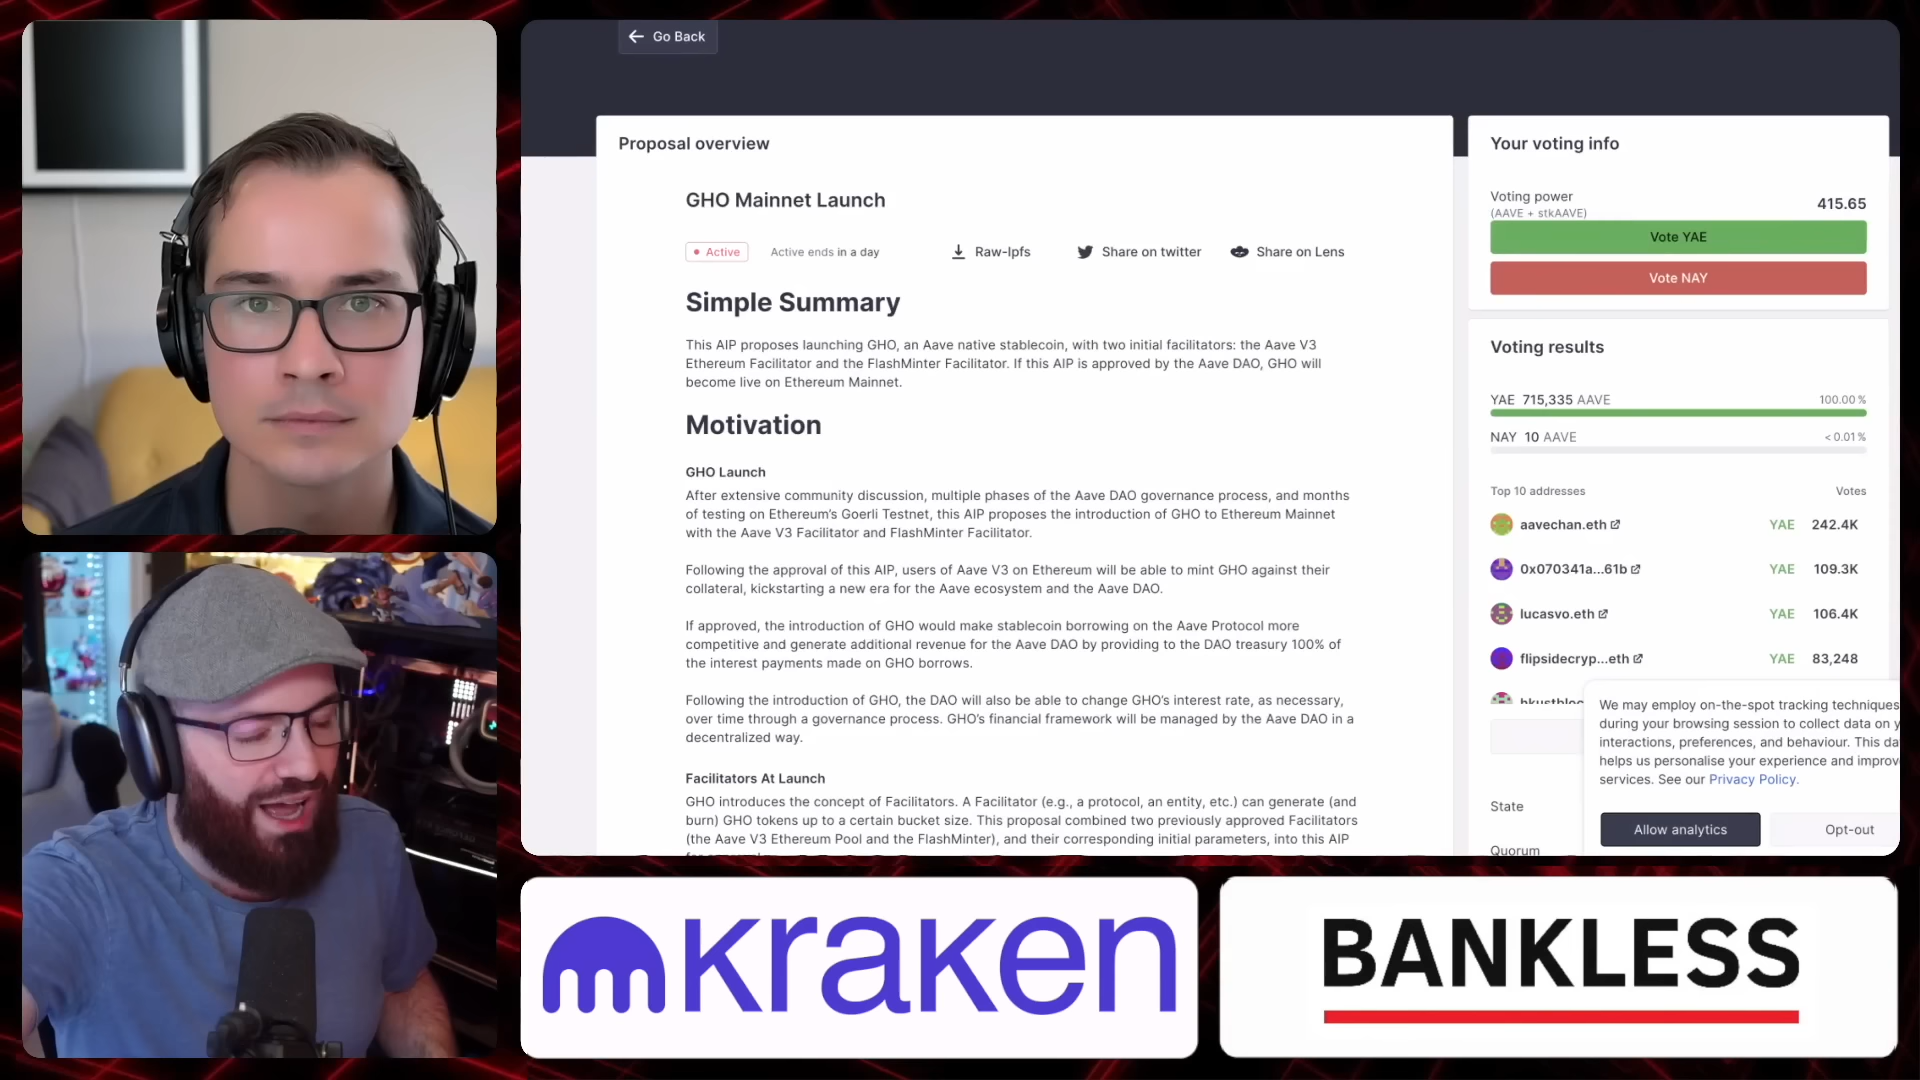 Go Back
Proposal overview
GHO Mainnet Launch
Active
Active ends in a day
Raw-Ipfs
Share on twitter
Share on Lens
Simple Summary
This AIP proposes launching GHO, an Aave native stablecoin, with two initial facilitators: the Aave V3
Ethereum Facilitator and the FlashMinter Facilitator. If this AIP is approved by the Aave DAO, GHO will
become live on Ethereum Mainnet.
Motivation
GHO Launch
After extensive community discussion, multiple phases of the Aave DAO governance process, and months
of testing on Ethereum’s Goerli Testnet, this AIP proposes the introduction of GHO to Ethereum Mainnet
with the Aave V3 Facilitator and FlashMinter Facilitator.
Following the approval of this AIP, users of Aave V3 on Ethereum will be able to mint GHO against their
collateral, kickstarting a new era for the Aave ecosystem and the Aave DAO.
If approved, the introduction of GHO would make stablecoin borrowing on the Aave Protocol more
competitive and generate additional revenue for the Aave DAO by providing to the DAO treasury 100% of
the interest payments made on GHO borrows.
Following the introduction of GHO, the DAO will also be able to change GHO’s interest rate, as necessary,
over time through a governance process. GHO’s financial framework will be managed by the Aave DAO in a
decentralized way.
Facilitators At Launch
GHO introduces the concept of Facilitators. A Facilitator (e.g., a protocol, an entity, etc.) can generate (and
burn) GHO tokens up to a certain bucket size. This proposal combined two previously approved Facilitators
(the Aave V3 Ethereum Pool and the FlashMinter), and their corresponding initial parameters, into this AIP
Your voting info
Voting power
(AAVE + stkAAVE)
415.65
Vote YAE
Vote NAY
Voting results
YAE 715,335 AAVE 100.00 %
NAY 10 AAVE < 0.01 %
Top 10 addresses Votes
aavechan.eth YAE 242.4K
0x070341a...61b YAE 109.3K
lucasvo.eth YAE 106.4K
flipsidecryp...eth YAE 83,248
We may employ on-the-spot tracking techniques
during your browsing session to collect data on y
interactions, preferences, and behaviour. This da
helps us personalise your experience and improv
services. See our Privacy Policy.
Allow analytics
Opt-out
State
Quorum
kraken
BANKLESS